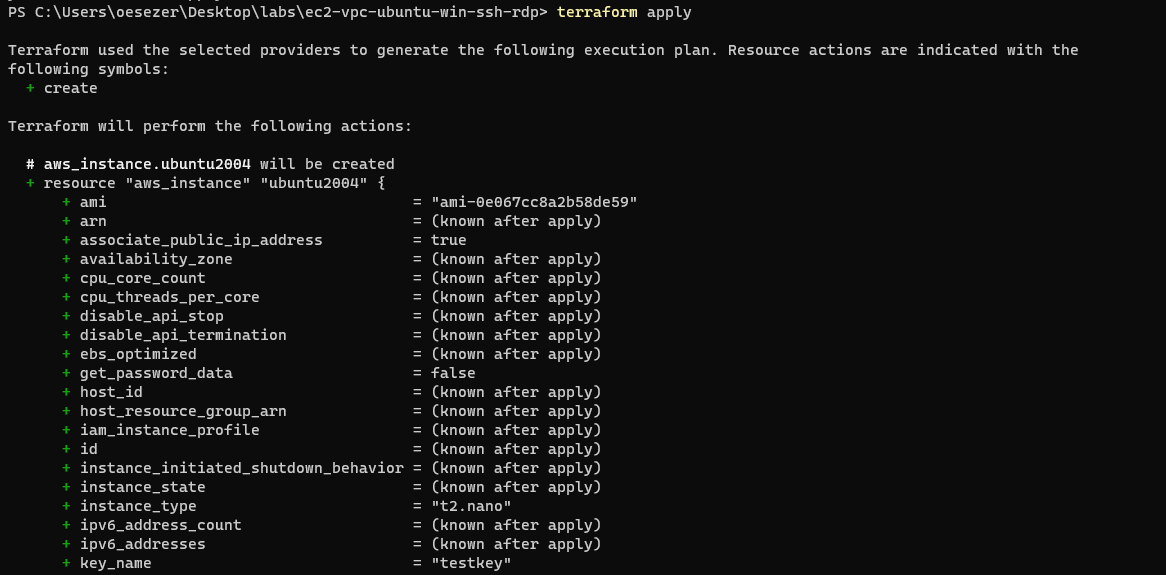 PS C:\Users\oesezer\Desktop\labs\ec2-vpc-ubuntu-win-ssh-rdp> terraform apply
Terraform used the selected providers to generate the following execution plan. Resource actions are indicated with the
following symbols:
+ create
Terraform will perform the following actions:
# aws_instance.ubuntu2004 will be created
+ resource "aws_instance" "ubuntu2004" {
+ ami = "ami-0e067cc8a2b58de59"
+ arn = (known after apply)
+ associate_public_ip_address = true
+ availability_zone = (known after apply)
+ cpu_core_count = (known after apply)
+ cpu_threads_per_core = (known after apply)
+ disable_api_stop = (known after apply)
+ disable_api_termination = (known after apply)
+ ebs_optimized = (known after apply)
+ get_password_data = false
+ host_id = (known after apply)
+ host_resource_group_arn = (known after apply)
+ iam_instance_profile = (known after apply)
+ id = (known after apply)
+ instance_initiated_shutdown_behavior = (known after apply)
+ instance_state = (known after apply)
+ instance_type = "t2.nano"
+ ipv6_address_count = (known after apply)
+ ipv6_addresses = (known after apply)
+ key_name = "testkey"